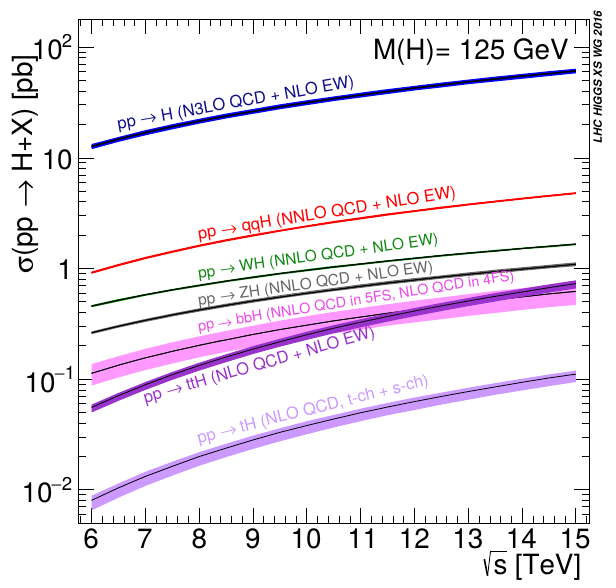 LHC HIGGS XS WG 2016
M(H)= 125 GeV
σ(pp → H+X) [pb]
10²
10
1
10⁻¹
10⁻²
pp → H (N3LO QCD + NLO EW)
pp → qqH (NNLO QCD + NLO EW)
pp → WH (NNLO QCD + NLO EW)
pp → ZH (NNLO QCD + NLO EW)
pp → bbH (NNLO QCD in 5FS, NLO QCD in 4FS)
pp → ttH (NLO QCD + NLO EW)
pp → tH (NLO QCD, t-ch + s-ch)
6 7 8 9 10 11 12 13 14 15
√s [TeV]